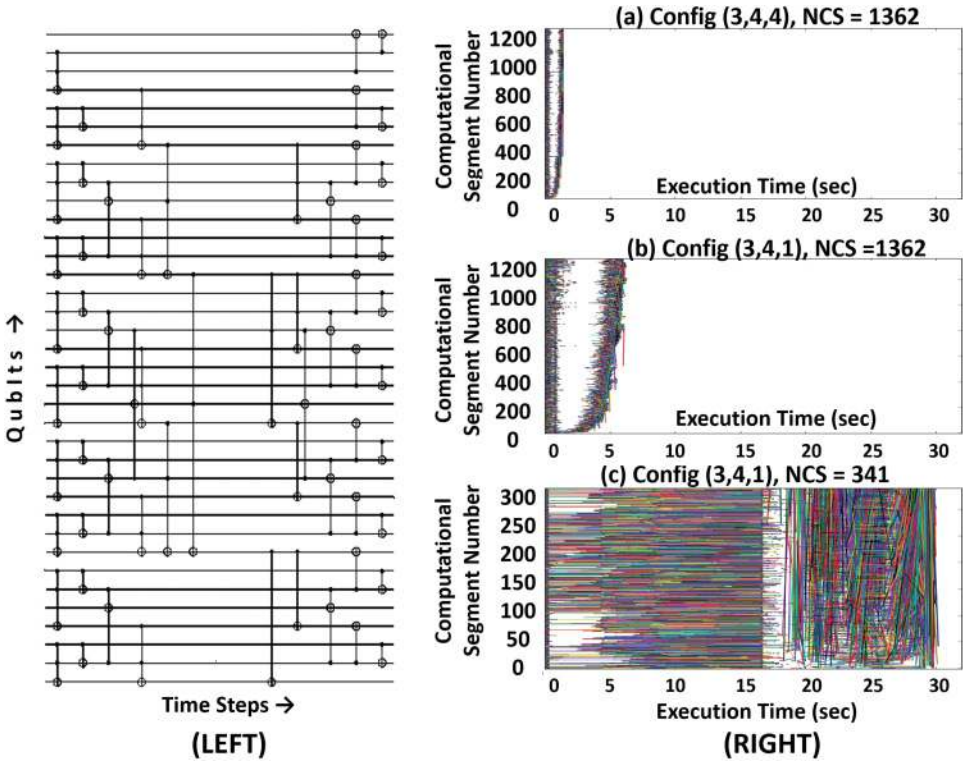 Qubits →
Time Steps →
(LEFT)
(a) Config (3,4,4), NCS = 1362
Computational
Segment Number
1200
1000
800
600
400
200
0
Execution Time (sec)
0 5 10 15 20 25 30
(b) Config (3,4,1), NCS =1362
Computational
Segment Number
1200
1000
800
600
400
200
0
Execution Time (sec)
0 5 10 15 20 25 30
(c) Config (3,4,1), NCS = 341
Computational
Segment Number
300
250
200
150
100
50
0
0 5 10 15 20 25 30
Execution Time (sec)
(RIGHT)